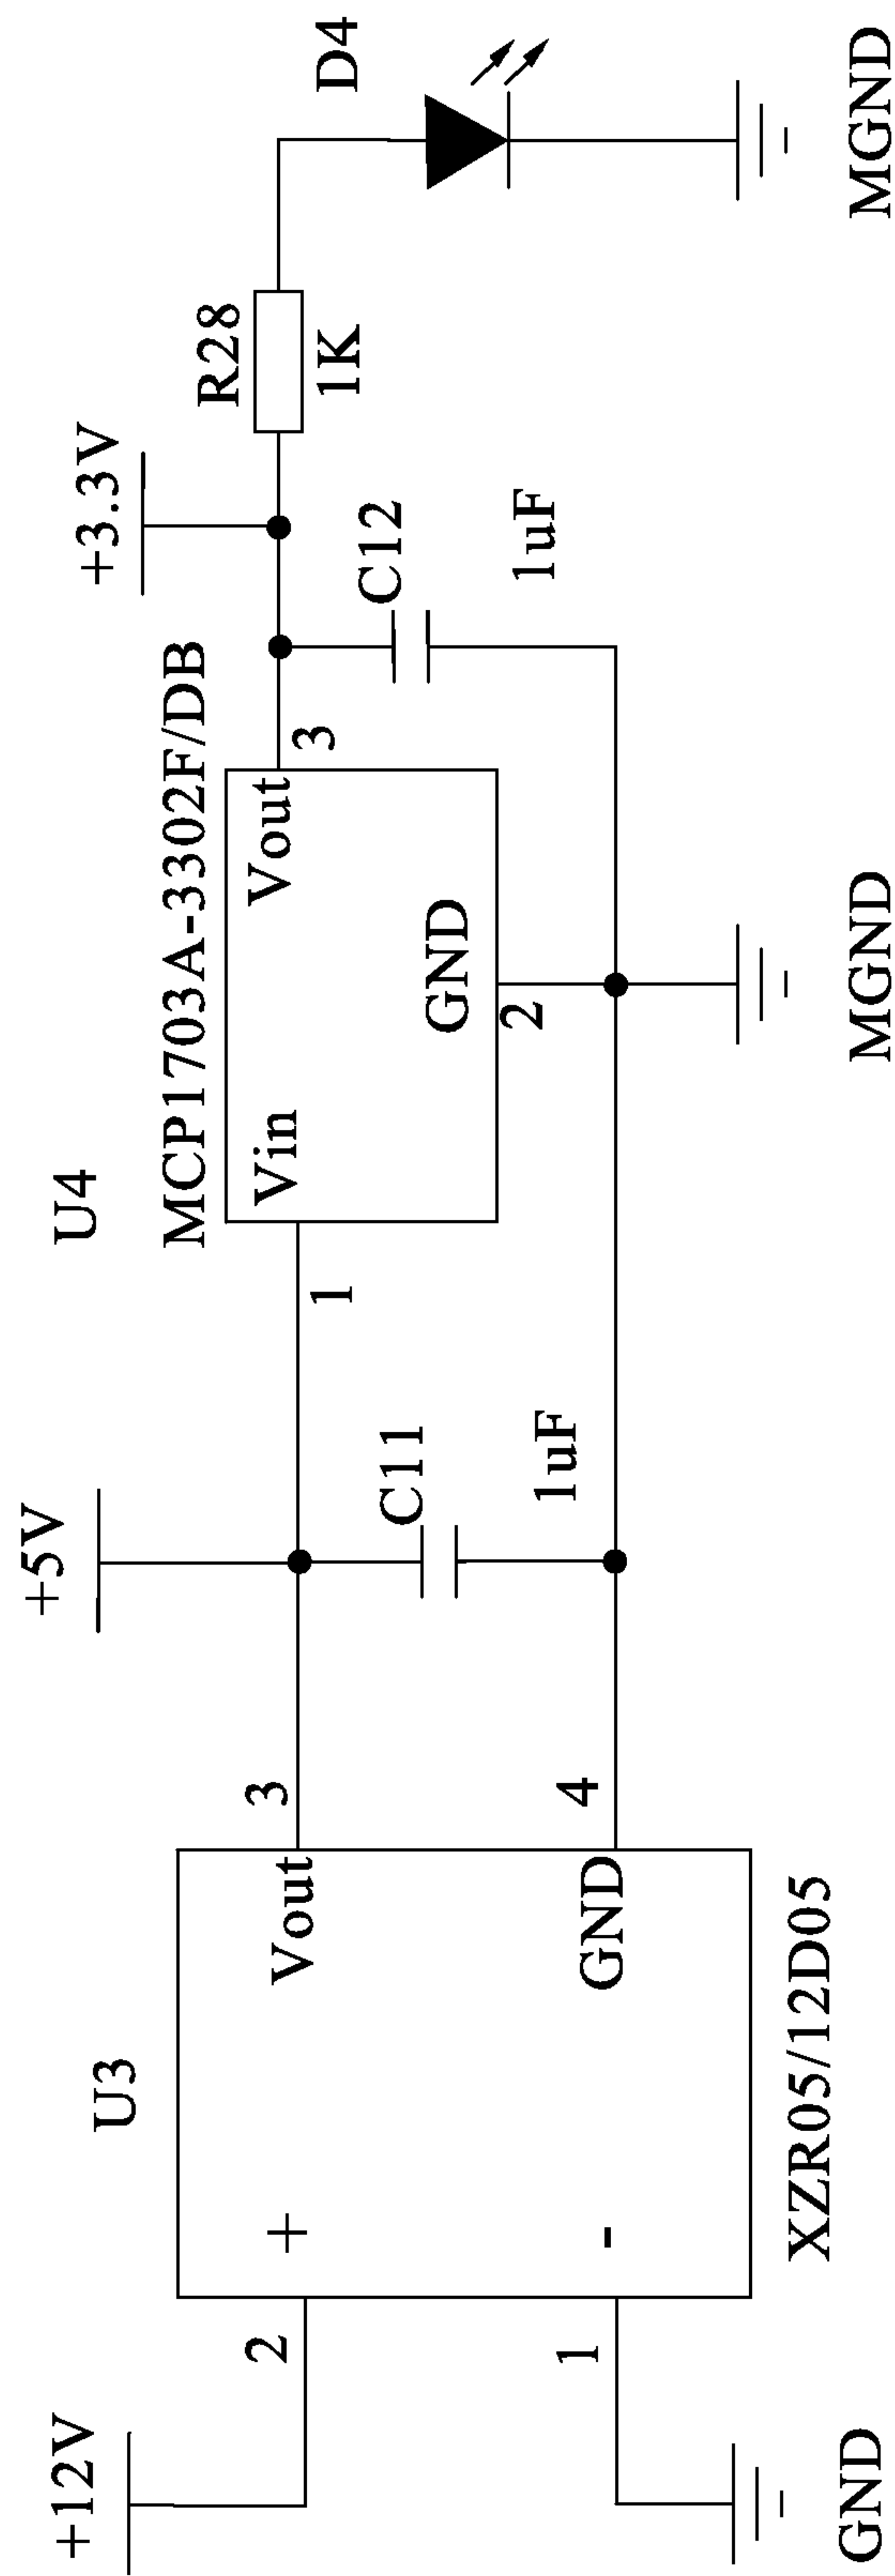 +12V
GND
U3
2
1
+
-
Vout
GND
3
4
XZR05/12D05
+5V
C11
1uF
U4
MCP1703A-3302F/DB
1
Vin
Vout
GND
2
3
MGND
C12
1uF
+3.3V
R28
1K
D4
MGND